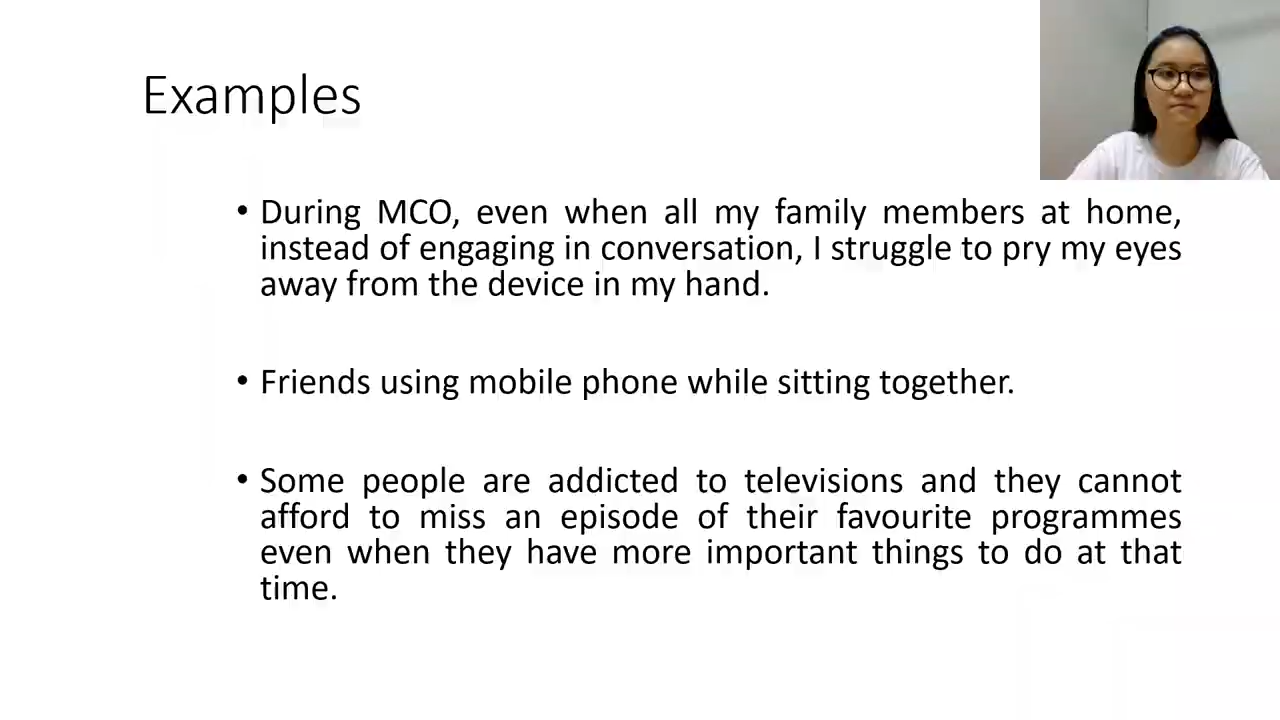 Examples
• During MCO, even when all my family members at home,
instead of engaging in conversation, I struggle to pry my eyes
away from the device in my hand.
• Friends using mobile phone while sitting together.
• Some people are addicted to televisions and they cannot
afford to miss an episode of their favourite programmes
even when they have more important things to do at that
time.